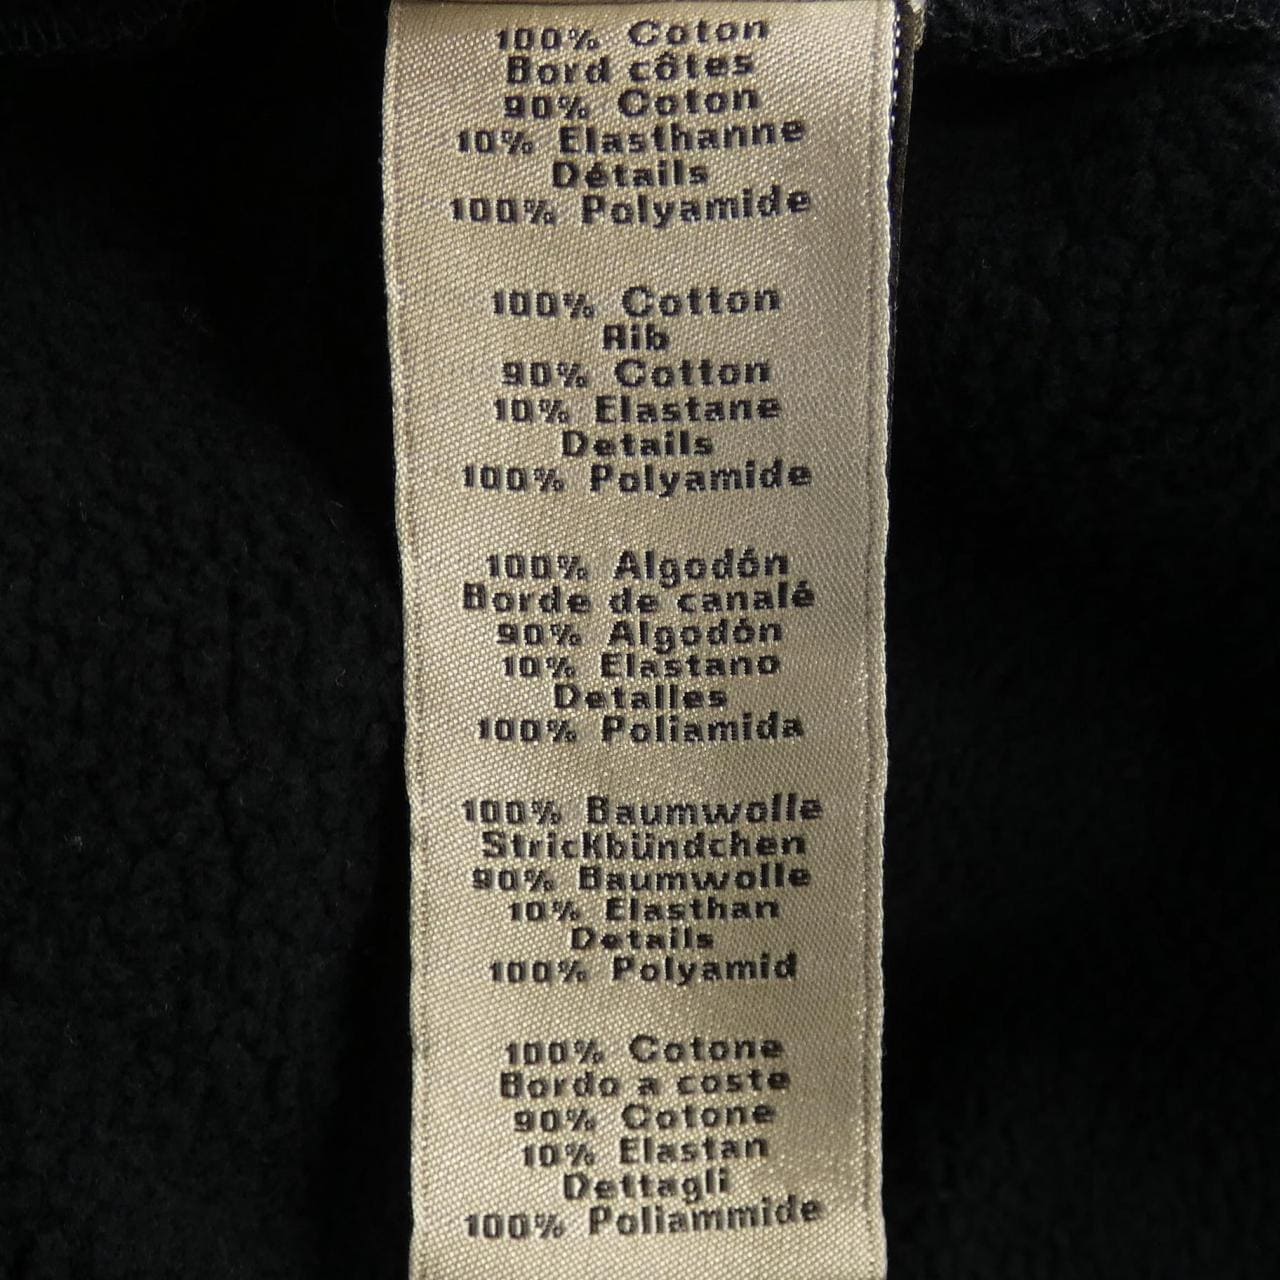 100% Coton
Bord côtes
90% Coton
10% Elasthanne
Détails
100% Polyamide
100% Cotton
Rib
90% Cotton
10% Elastane
Details
100% Polyamide
100% Algodón
Borde de canalé
90% Algodón
10% Elastano
Detalles
100% Poliamida
100% Baumwolle
Strickbündchen
90% Baumwolle
10% Elasthan
Details
100% Polyamid
100% Cotone
Bordo a coste
90% Cotone
10% Elastan
Dettagli
100% Poliammide